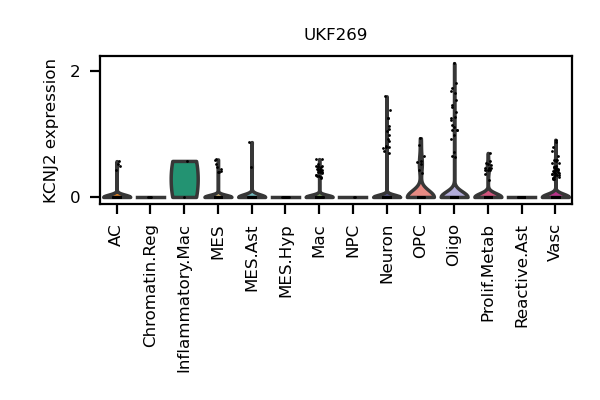 UKF269
KCNJ2 expression
2
0
AC
Chromatin.Reg
Inflammatory.Mac
MES
MES.Ast
MES.Hyp
Mac
NPC
Neuron
OPC
Oligo
Prolif.Metab
Reactive.Ast
Vasc